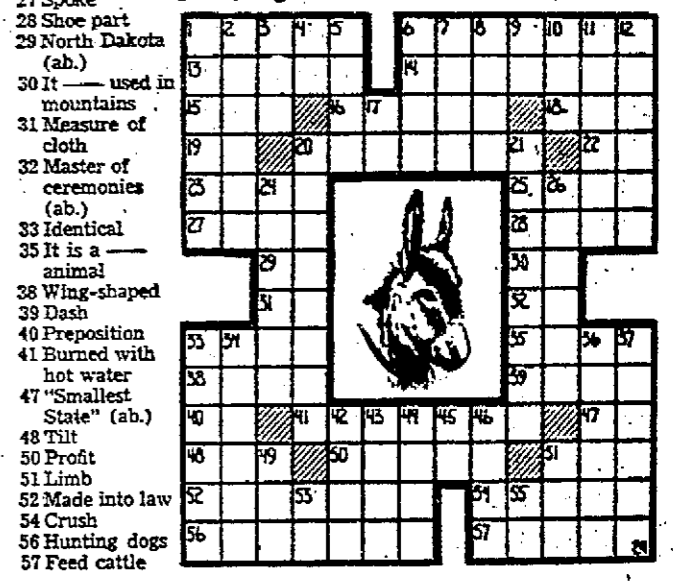 27 Spoke
28 Shoe part
29 North Dakota
(ab.)
30 It —— used in
mountains
31 Measure of
cloth
32 Master of
ceremonies
(ab.)
33 Identical
35 It is a ——
animal
38 Wing-shaped
39 Dash
40 Preposition
41 Burned with
hot water
47 "Smallest
State" (ab.)
48 Tilt
50 Profit
51 Limb
52 Made into law
54 Crush
56 Hunting dogs
57 Feed cattle
1 2 3 4 5 6 7 8 9 10 11 12
13 14
15 16 17 18
19 20 21 22
23 24 25 26
27 28
29 30
31 32
33 34 35 36 37
38 39
40 41 42 43 44 45 46 47
48 49 50 51
52 53 54 55
56 57